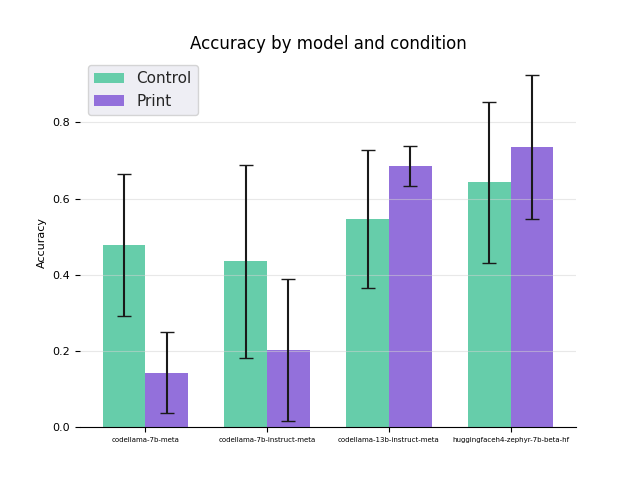 Accuracy by model and condition
Control
Print
Accuracy
0.8
0.6
0.4
0.2
0.0
codellama-7b-meta
codellama-7b-instruct-meta
codellama-13b-instruct-meta
huggingfaceh4-zephyr-7b-beta-hf